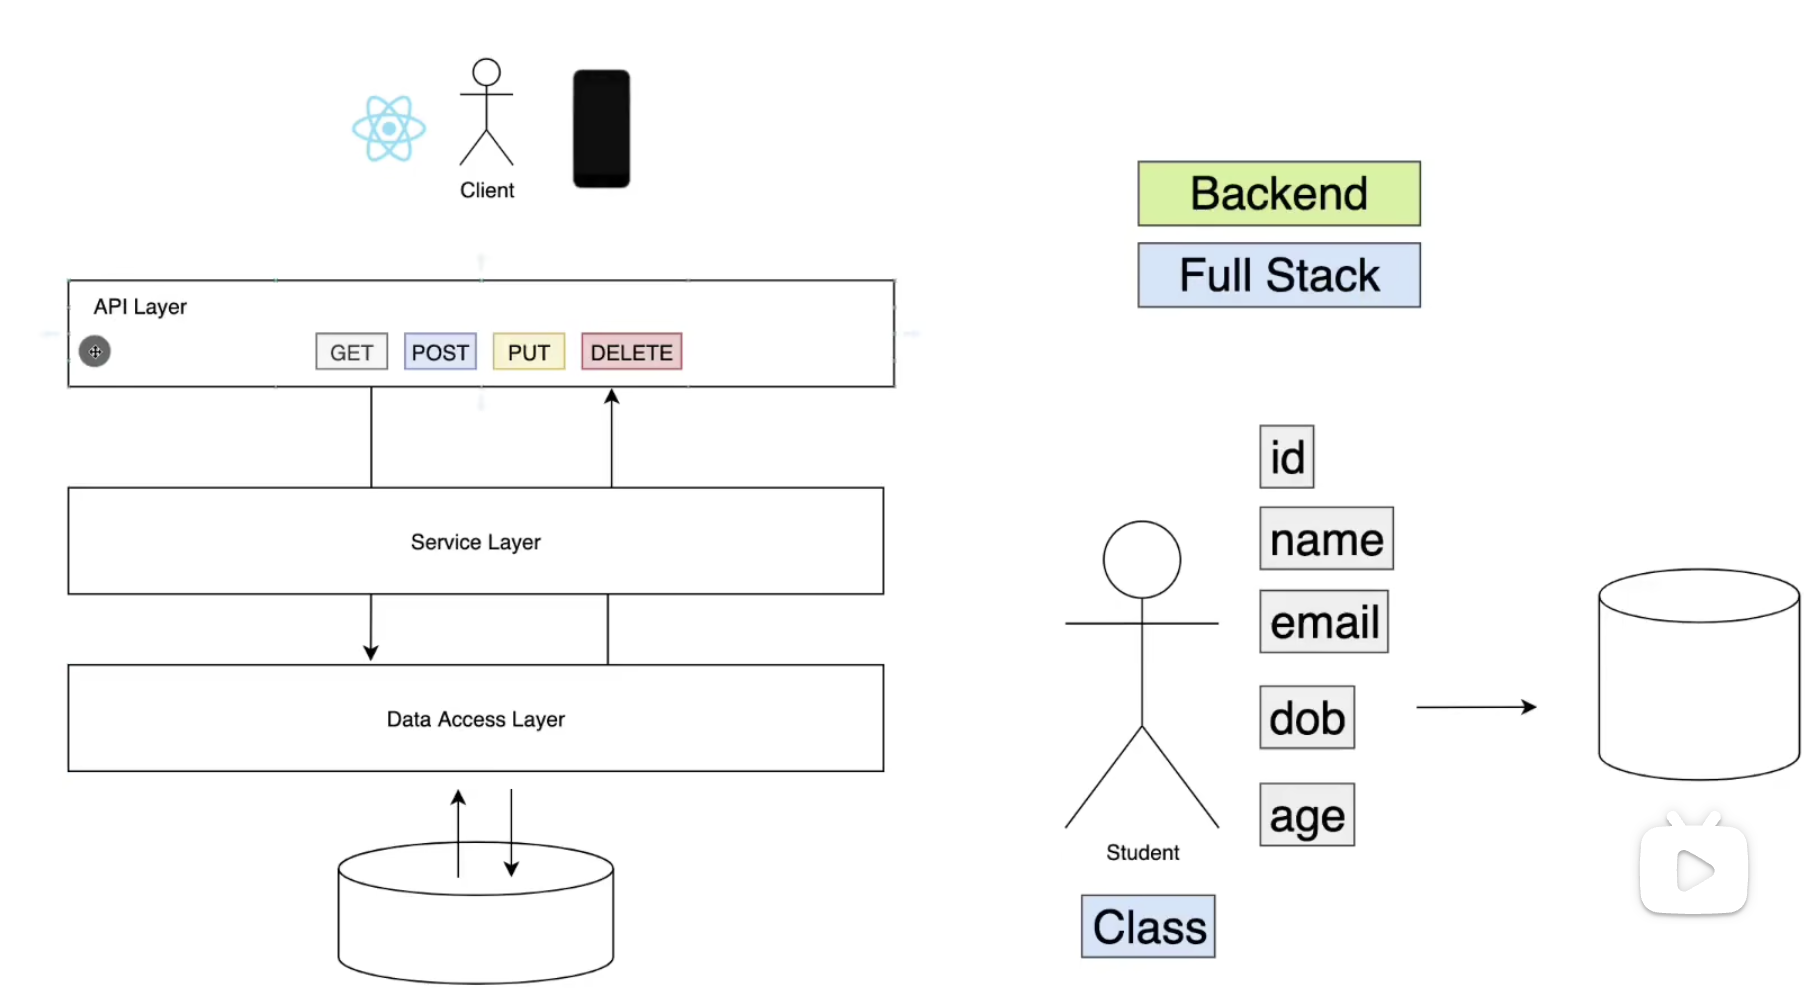 Client
API Layer
GET POST PUT DELETE
Service Layer
Data Access Layer
Backend
Full Stack
id
name
email
dob
age
Student
Class